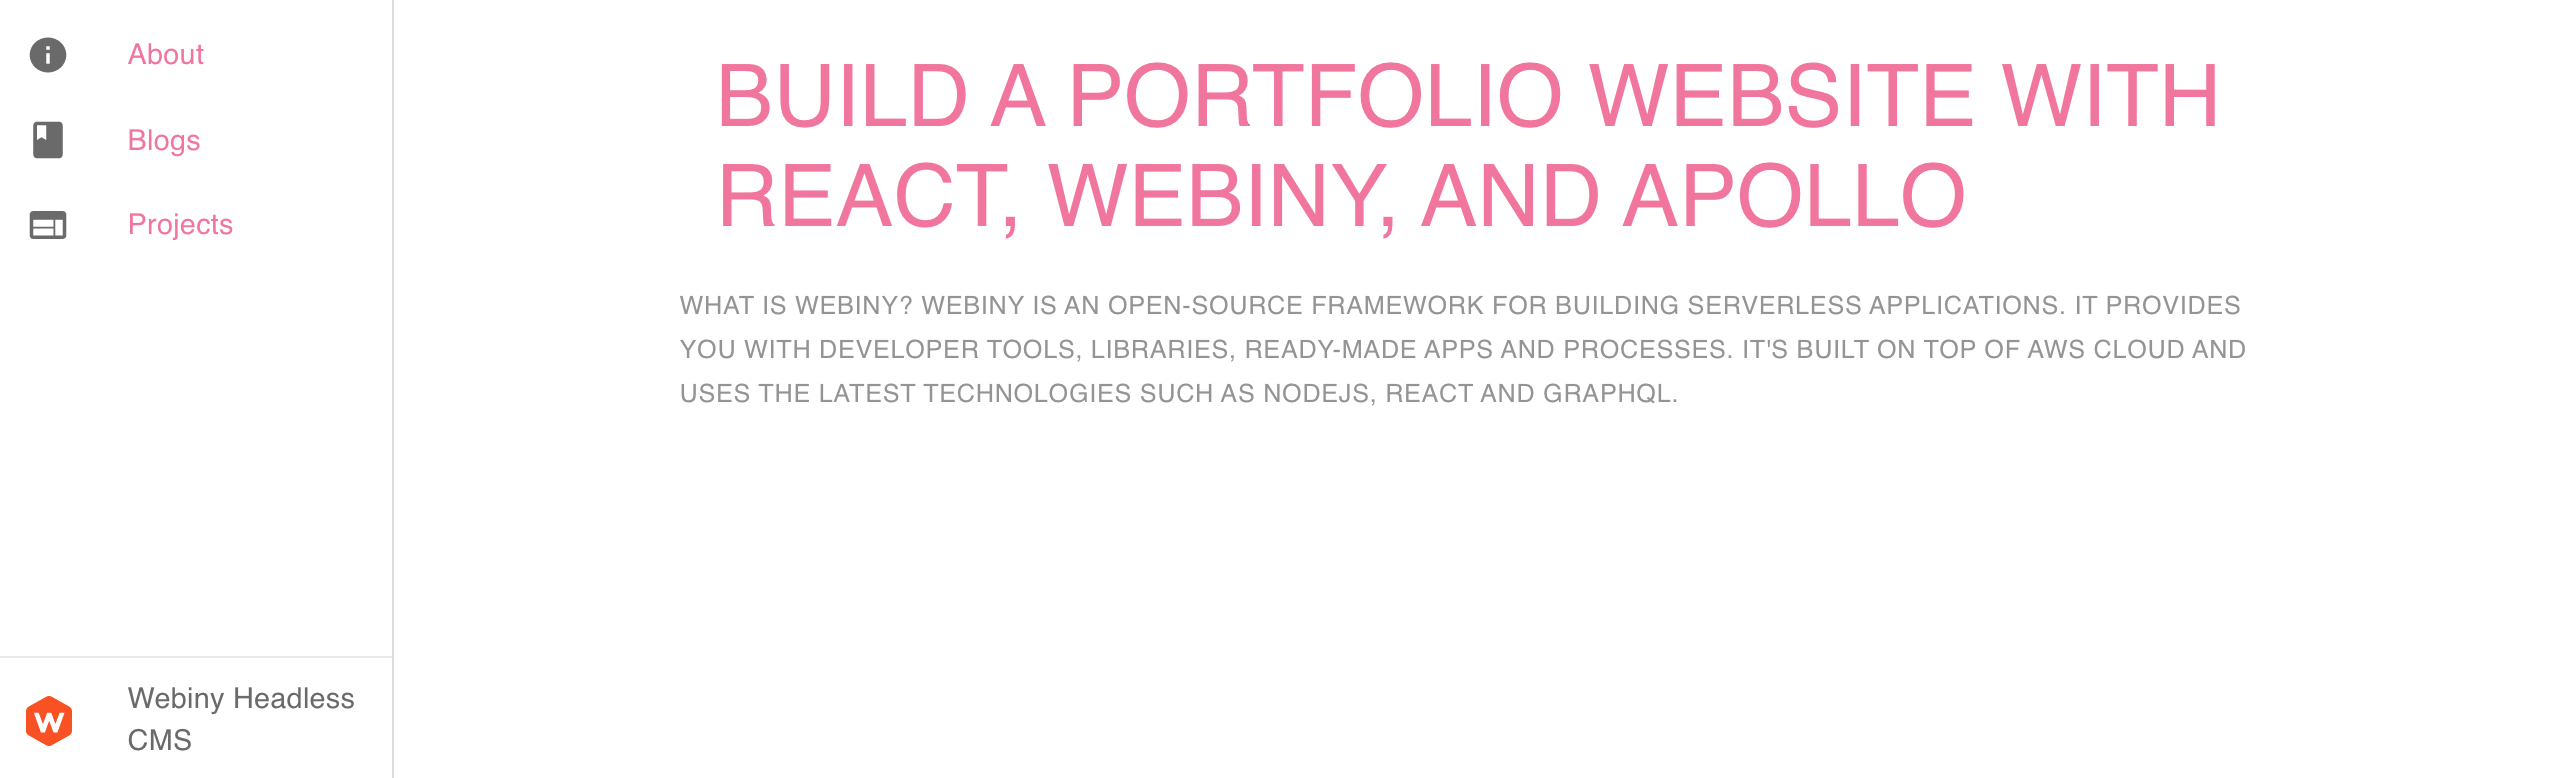 About
Blogs
Projects
Webiny Headless
CMS
BUILD A PORTFOLIO WEBSITE WITH
REACT, WEBINY, AND APOLLO
WHAT IS WEBINY? WEBINY IS AN OPEN-SOURCE FRAMEWORK FOR BUILDING SERVERLESS APPLICATIONS. IT PROVIDES
YOU WITH DEVELOPER TOOLS, LIBRARIES, READY-MADE APPS AND PROCESSES. IT'S BUILT ON TOP OF AWS CLOUD AND
USES THE LATEST TECHNOLOGIES SUCH AS NODEJS, REACT AND GRAPHQL.